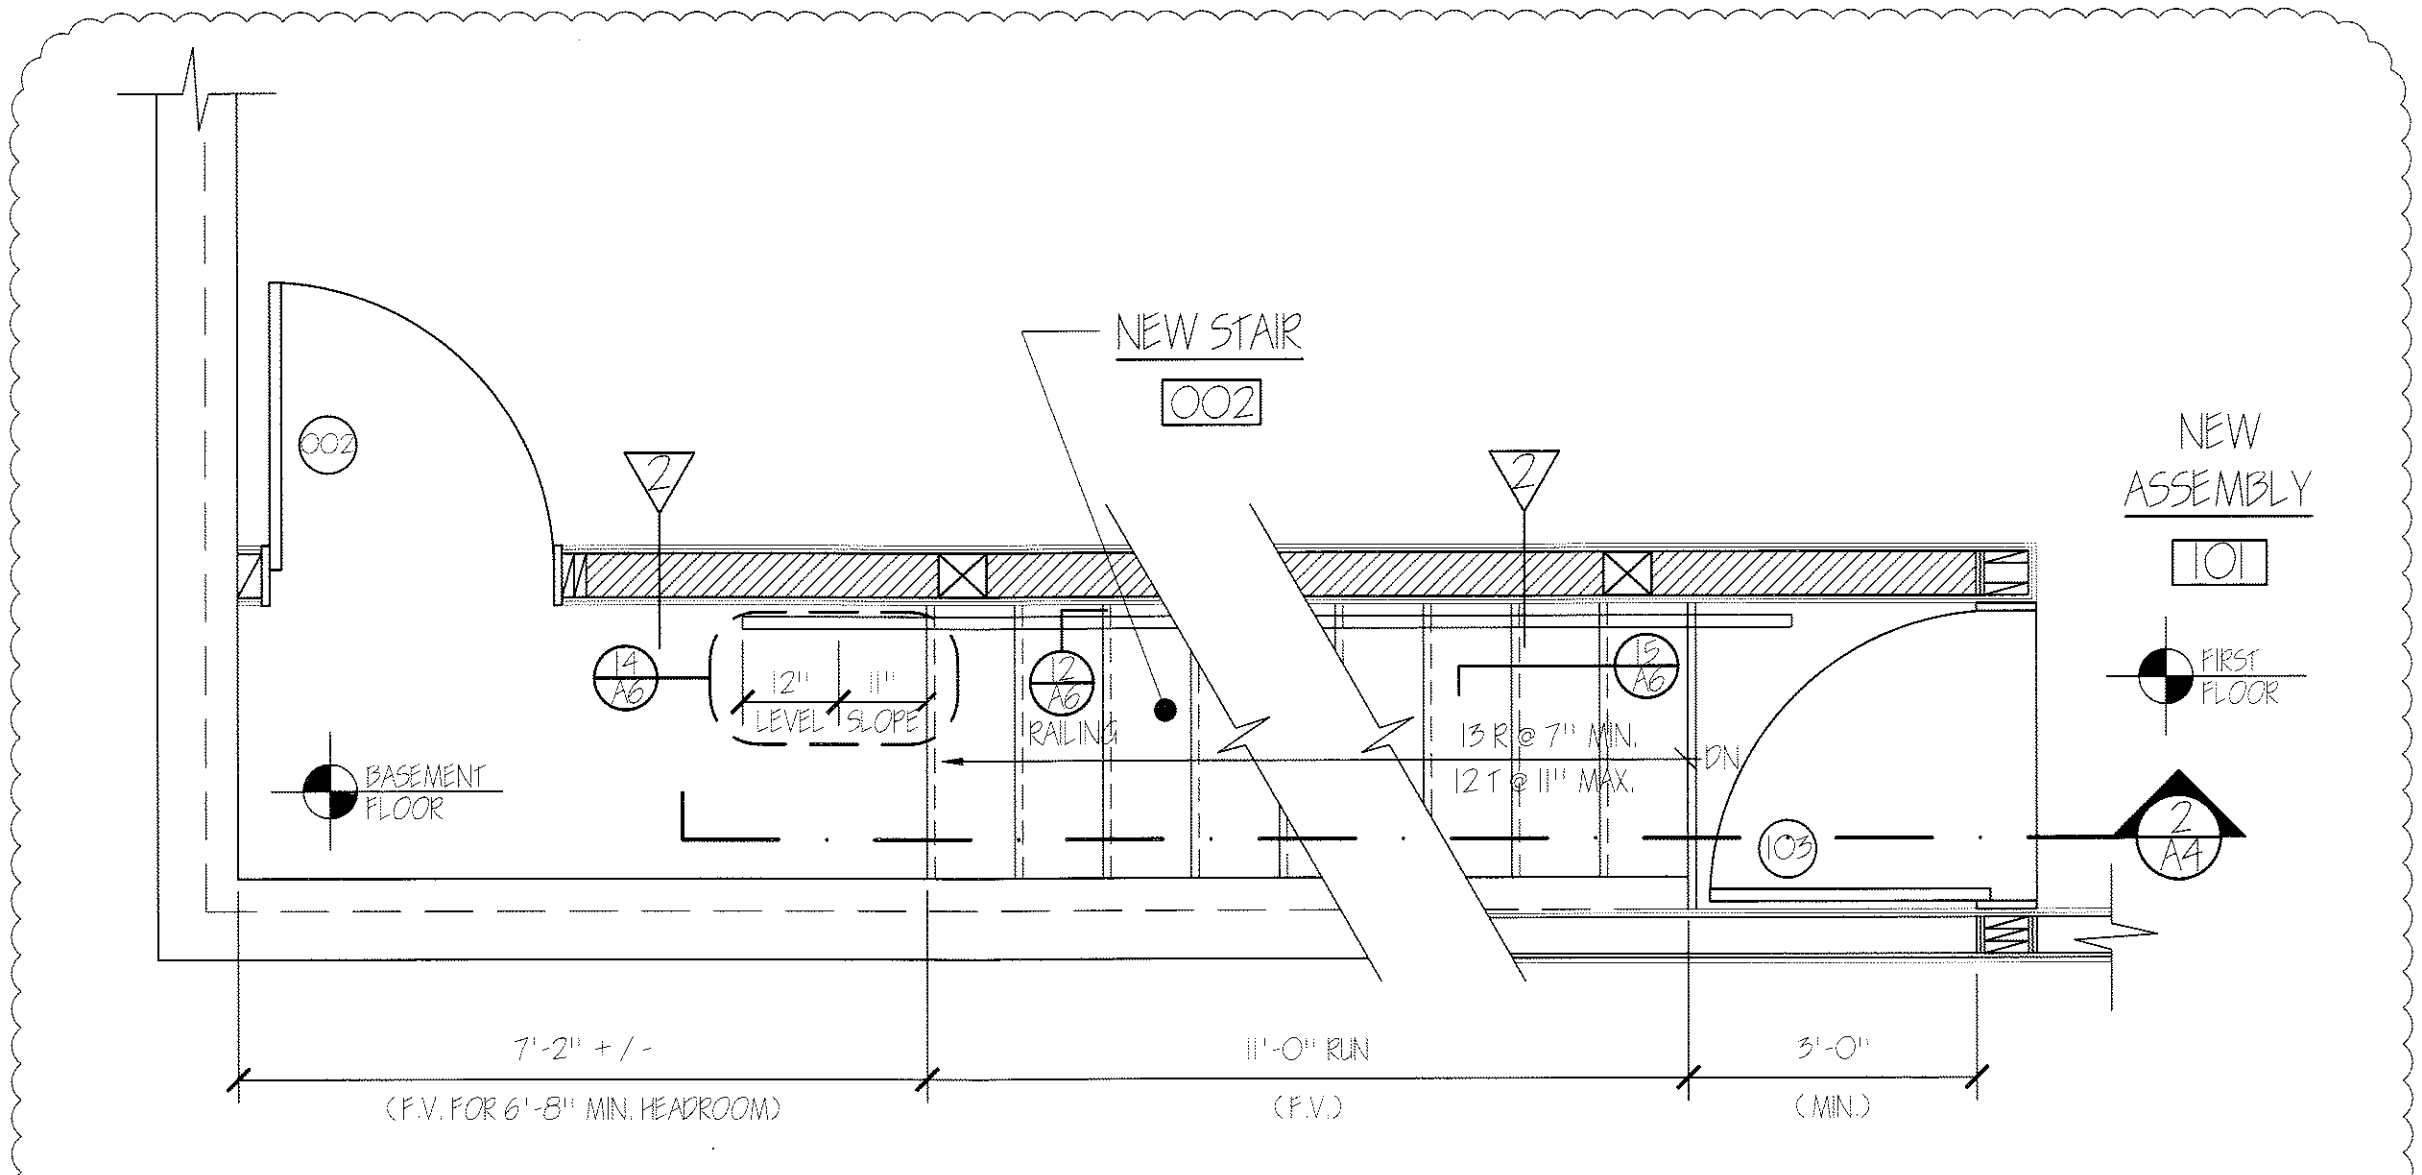 NEW STAIR
002
NEW
ASSEMBLY
101
002
2
2
14
A6
12"
LEVEL
11"
SLOPE
12
A6
RAILING
15
A6
FIRST
FLOOR
13 R @ 7" MIN.
12 T @ 11" MAX.
DN
BASEMENT
FLOOR
103
2
A4
7'-2" + / -
(F.V. FOR 6'-8" MIN. HEADROOM)
11'-0" RUN
(F.V.)
3'-0"
(MIN.)